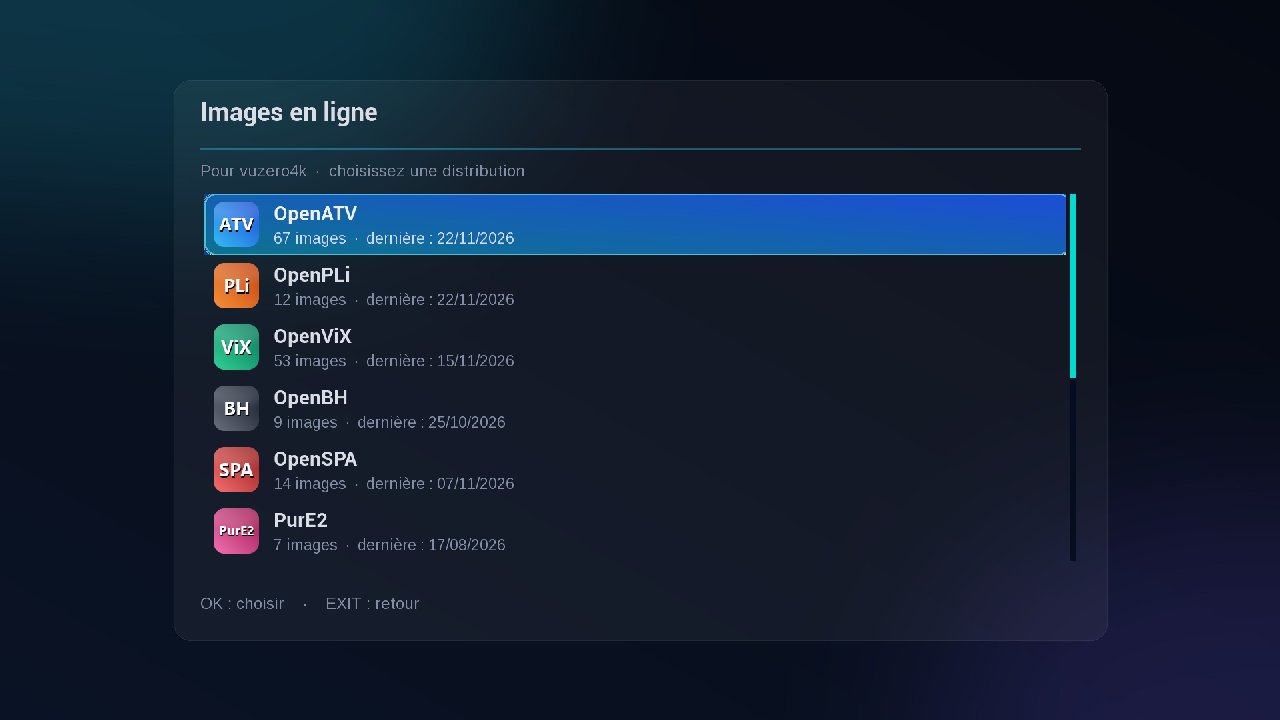 Images en ligne
Pour vuzero4k · choisissez une distribution
ATV OpenATV
67 images · dernière : 22/11/2026
PLi OpenPLi
12 images · dernière : 22/11/2026
ViX OpenViX
53 images · dernière : 15/11/2026
BH OpenBH
9 images · dernière : 25/10/2026
SPA OpenSPA
14 images · dernière : 07/11/2026
PurE2 PurE2
7 images · dernière : 17/08/2026
OK : choisir · EXIT : retour